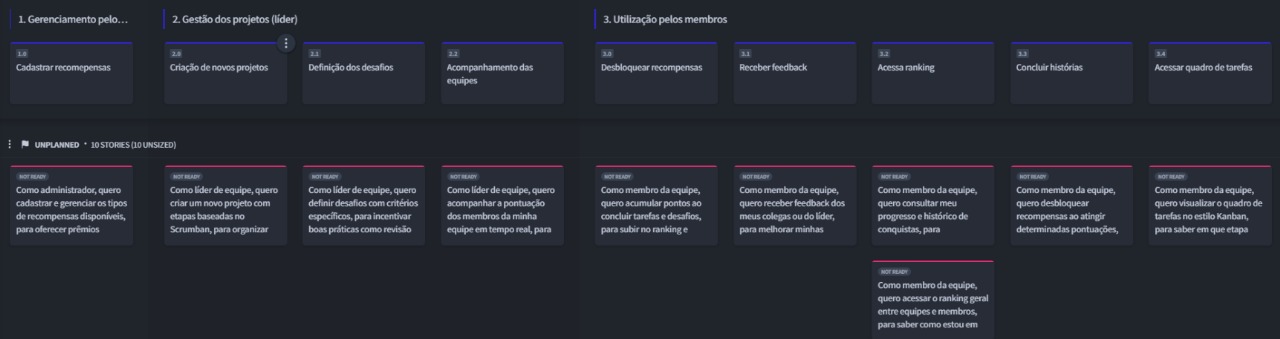 1. Gerenciamento pelo...
2. Gestão dos projetos (líder)
3. Utilização pelos membros
1.0
Cadastrar recomepensas
2.0
Criação de novos projetos
2.1
Definição dos desafios
2.2
Acompanhamento das
equipes
3.0
Desbloquear recompensas
3.1
Receber feedback
3.2
Acessa ranking
3.3
Concluir histórias
3.4
Acessar quadro de tarefas
UNPLANNED • 10 STORIES (10 UNSIZED)
NOT READY
Como administrador, quero
cadastrar e gerenciar os tipos
de recompensas disponíveis,
para oferecer prêmios
NOT READY
Como líder de equipe, quero
criar um novo projeto com
etapas baseadas no
Scrumban, para organizar
NOT READY
Como líder de equipe, quero
definir desafios com critérios
específicos, para incentivar
boas práticas como revisão
NOT READY
Como líder de equipe, quero
acompanhar a pontuação
dos membros da minha
equipe em tempo real, para
NOT READY
Como membro da equipe,
quero acumular pontos ao
concluir tarefas e desafios,
para subir no ranking e
NOT READY
Como membro da equipe,
quero receber feedback dos
meus colegas ou do líder,
para melhorar minhas
NOT READY
Como membro da equipe,
quero consultar meu
progresso e histórico de
conquistas, para
NOT READY
Como membro da equipe,
quero desbloquear
recompensas ao atingir
determinadas pontuações,
NOT READY
Como membro da equipe,
quero visualizar o quadro de
tarefas no estilo Kanban,
para saber em que etapa
NOT READY
Como membro da equipe,
quero acessar o ranking geral
entre equipes e membros,
para saber como estou em